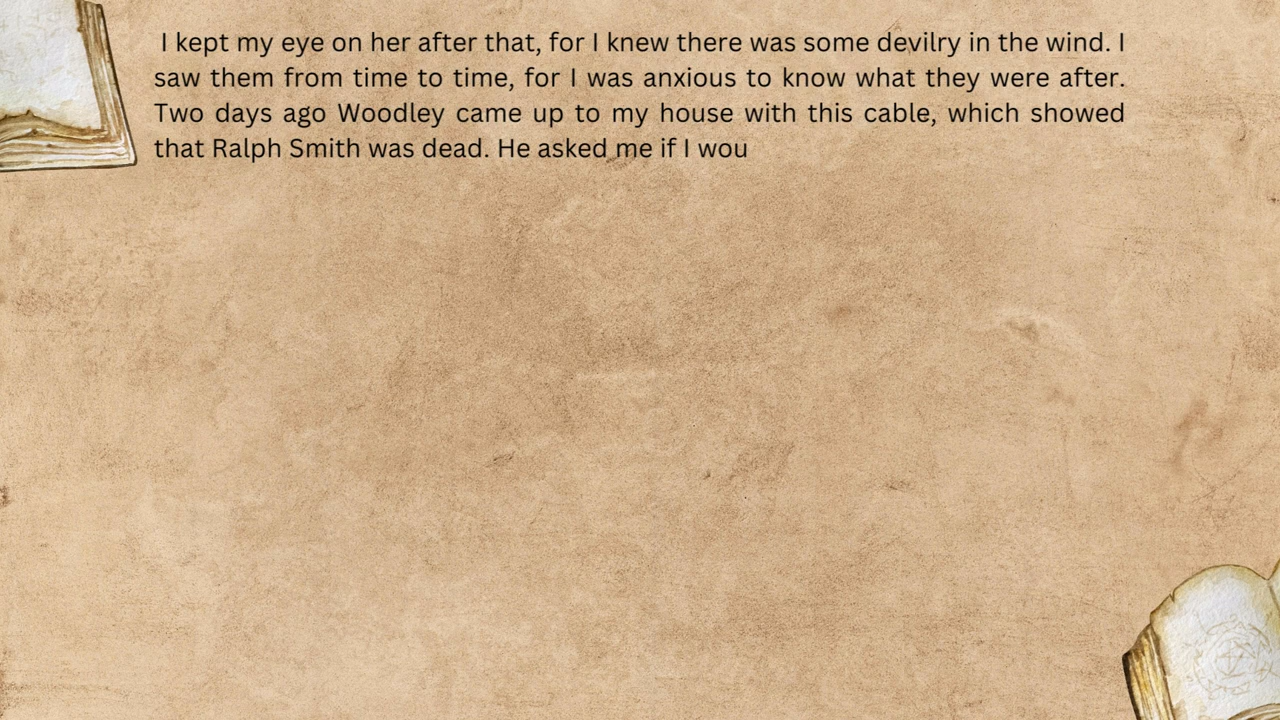 I kept my eye on her after that, for I knew there was some devilry in the wind. I
saw them from time to time, for I was anxious to know what they were after.
Two days ago Woodley came up to my house with this cable, which showed
that Ralph Smith was dead. He asked me if I wou